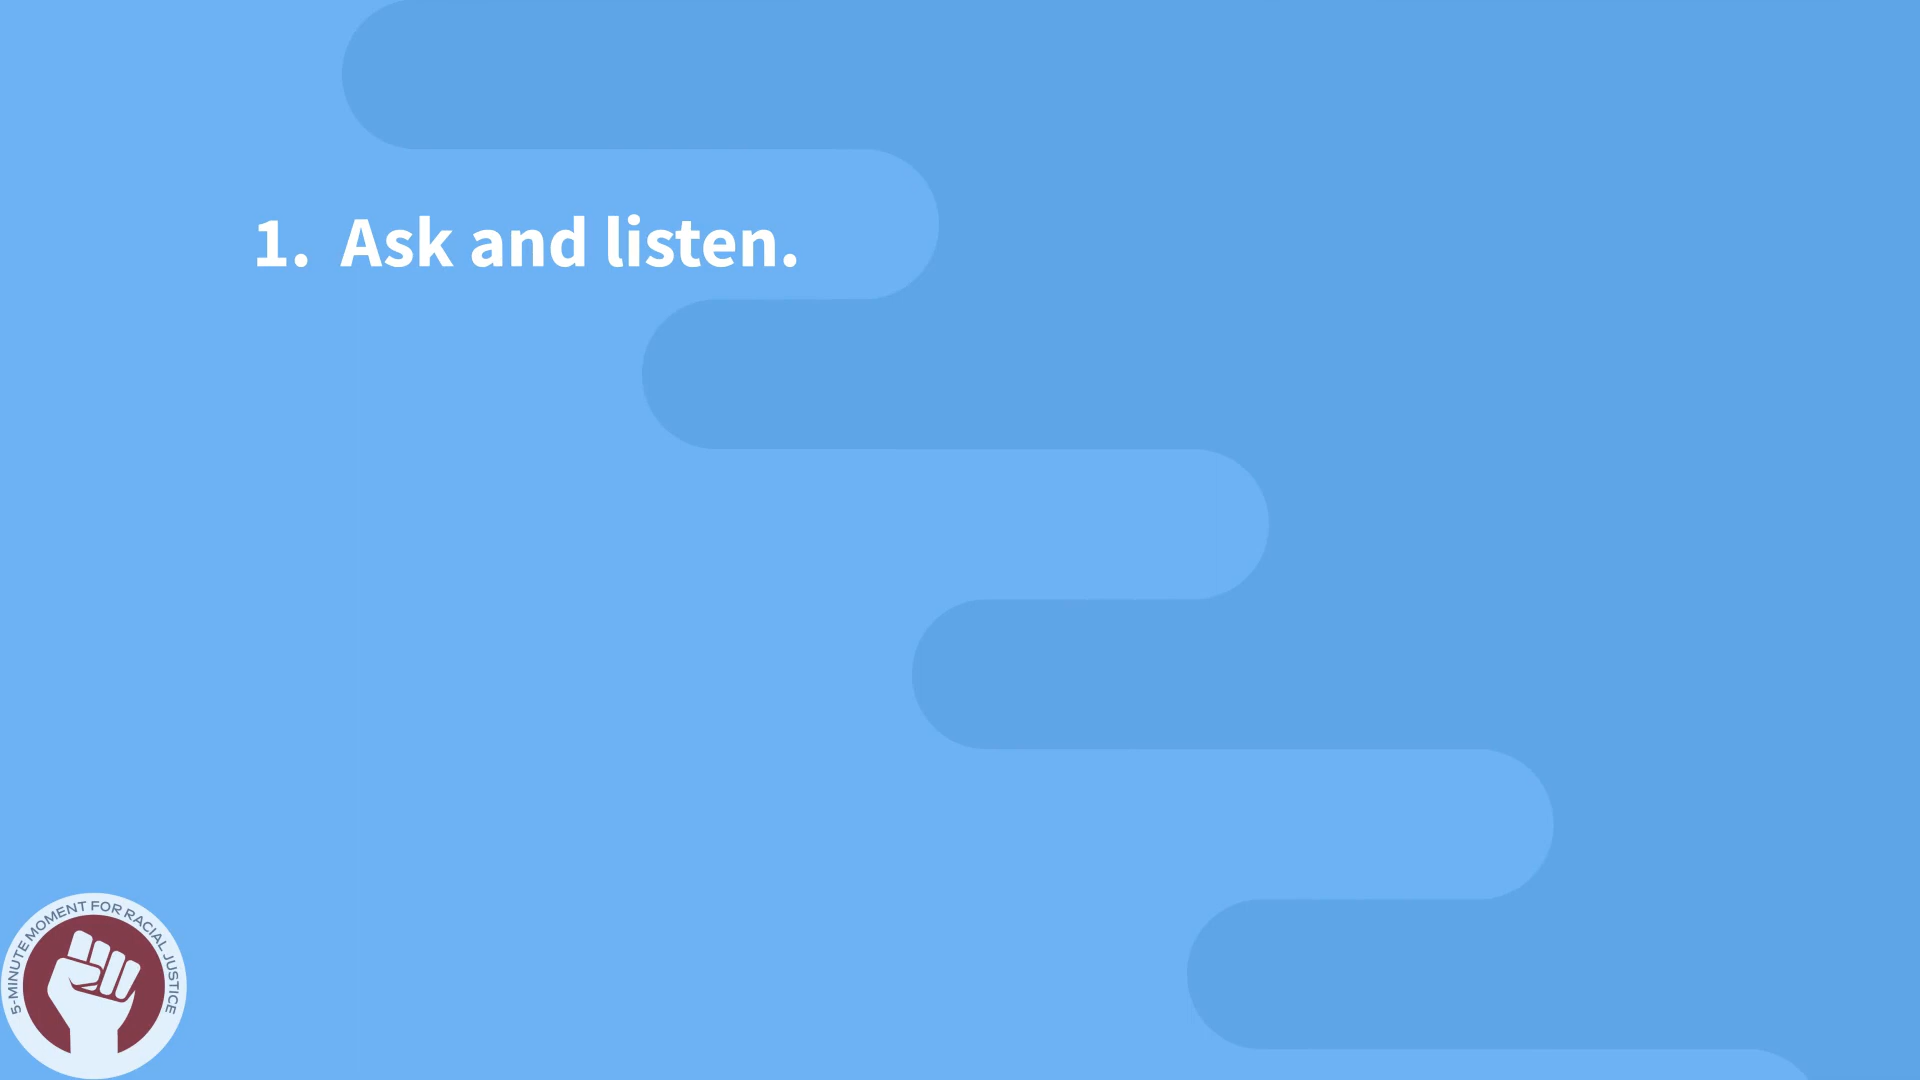 1. Ask and listen.
5-MINUTE MOMENT FOR RACIAL JUSTICE